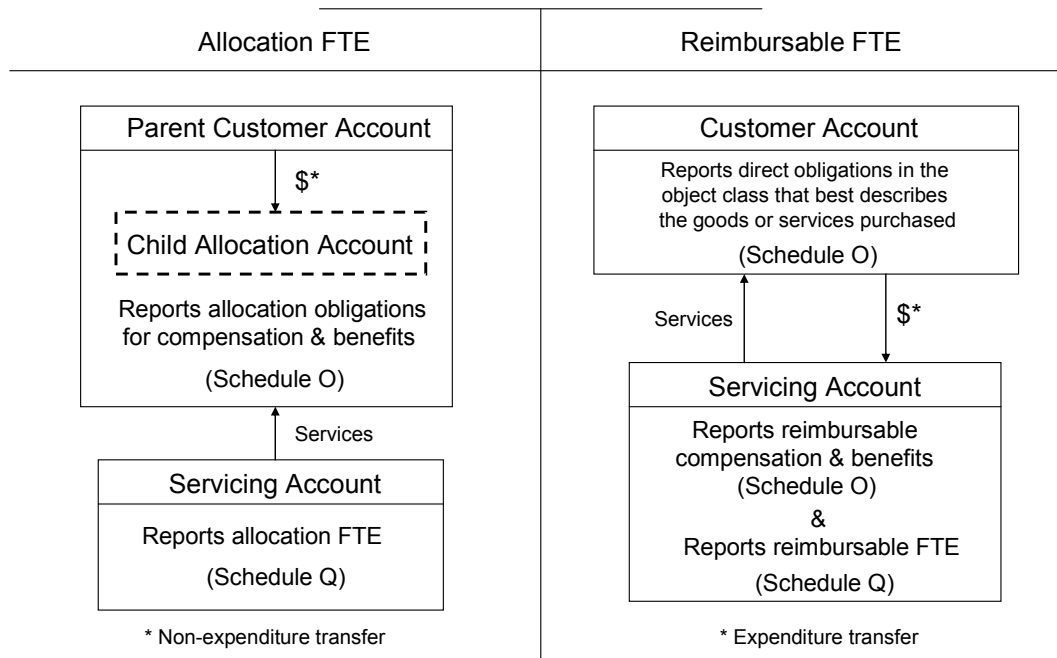 Allocation FTE
Parent Customer Account
$*
Child Allocation Account
Reports allocation obligations
for compensation & benefits
(Schedule O)
Services
Servicing Account
Reports allocation FTE
(Schedule Q)
* Non-expenditure transfer
Reimbursable FTE
Customer Account
Reports direct obligations in the
object class that best describes
the goods or services purchased
(Schedule O)
Services
$*
Servicing Account
Reports reimbursable
compensation & benefits
(Schedule O)
&
Reports reimbursable FTE
(Schedule Q)
* Expenditure transfer